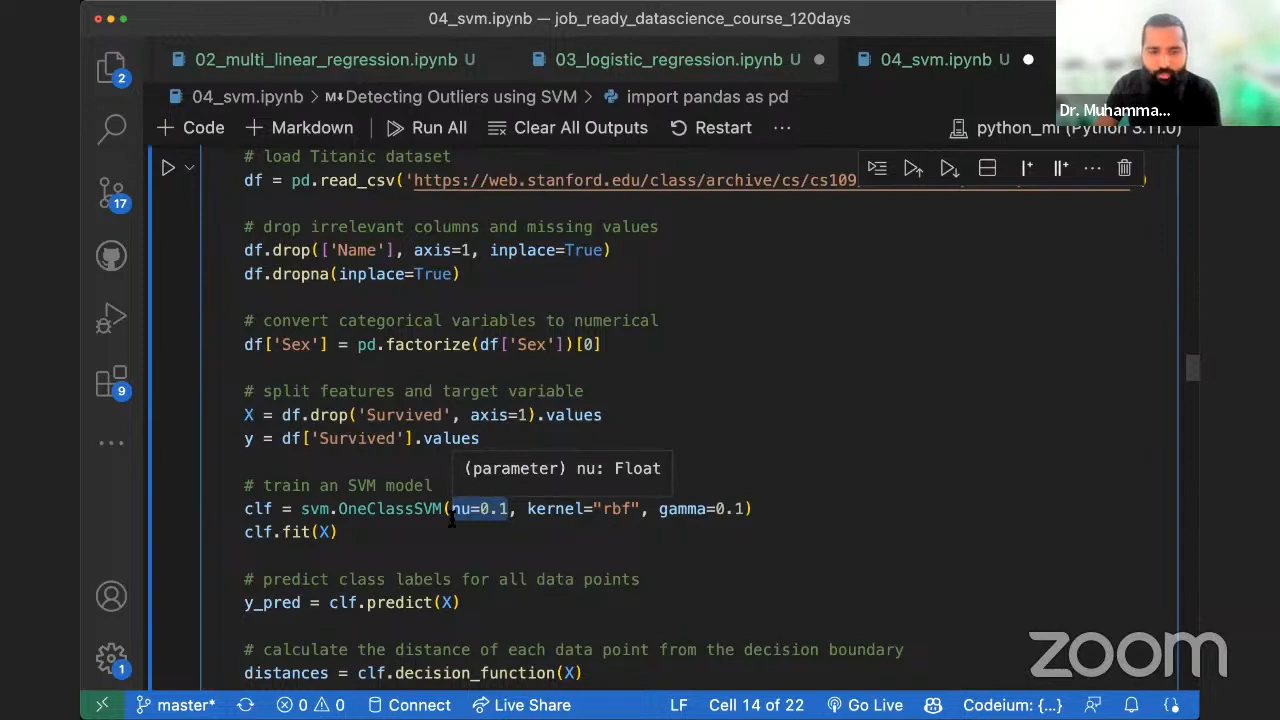 04_svm.ipynb — job_ready_datascience_course_120days
02_multi_linear_regression.ipynb U
03_logistic_regression.ipynb U
04_svm.ipynb U
04_svm.ipynb > M↓Detecting Outliers using SVM > import pandas as pd
+ Code + Markdown Run All Clear All Outputs Restart ...
Dr. Muhamma...
# load Titanic dataset
df = pd.read_csv('https://web.stanford.edu/class/archive/cs/cs109
# drop irrelevant columns and missing values
df.drop(['Name'], axis=1, inplace=True)
df.dropna(inplace=True)
# convert categorical variables to numerical
df['Sex'] = pd.factorize(df['Sex'])[0]
# split features and target variable
X = df.drop('Survived', axis=1).values
y = df['Survived'].values
(parameter) nu: Float
# train an SVM model
clf = svm.OneClassSVM(nu=0.1, kernel="rbf", gamma=0.1)
clf.fit(X)
# predict class labels for all data points
y_pred = clf.predict(X)
# calculate the distance of each data point from the decision boundary
distances = clf.decision_function(X)
2
17
9
1
zoom
master* 0 0 Connect Live Share LF Cell 14 of 22 Go Live Codeium: {...}